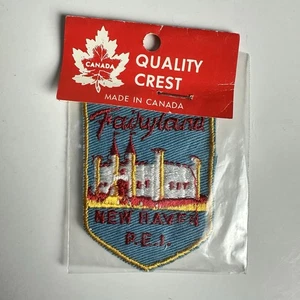 CANADA
QUALITY
CREST
MADE IN CANADA
Fairyland
NEW HAVEN
P.E.I.